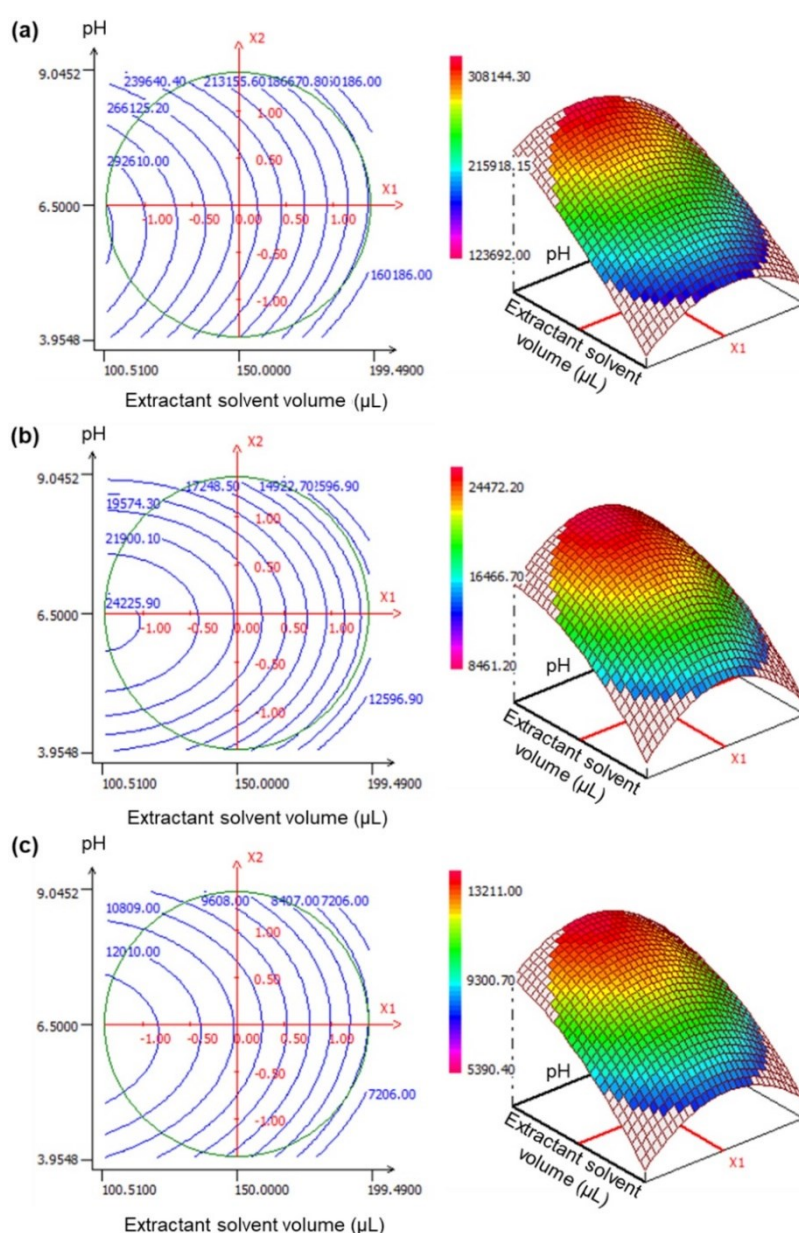 (a)
pH
X2
9.0452
239640.40
213155.60
186670.80
266125.20
1.00
292610.00
0.50
6.5000
X1
-1.00
-0.50
0.00
0.50
1.00
-0.50
160186.00
-1.00
3.9548
100.5100
150.0000
199.4900
Extractant solvent volume (µL)
308144.30
215918.15
123692.00
pH
Extractant solvent
volume (µL)
X1
(b)
pH
X2
9.0452
17248.50
14922.70
19574.30
1.00
21900.10
0.50
24225.90
6.5000
X1
-1.00
-0.50
0.00
0.50
1.00
-0.50
12596.90
-1.00
3.9548
100.5100
150.0000
199.4900
Extractant solvent volume (µL)
24472.20
16466.70
8461.20
pH
Extractant solvent
volume (µL)
X1
(c)
pH
X2
9.0452
9608.00
8407.00
7206.00
10809.00
1.00
12010.00
0.50
6.5000
X1
-1.00
-0.50
0.00
0.50
1.00
-0.50
7206.00
-1.00
3.9548
100.5100
150.0000
199.4900
Extractant solvent volume (µL)
13211.00
9300.70
5390.40
pH
Extractant solvent
volume (µL)
X1